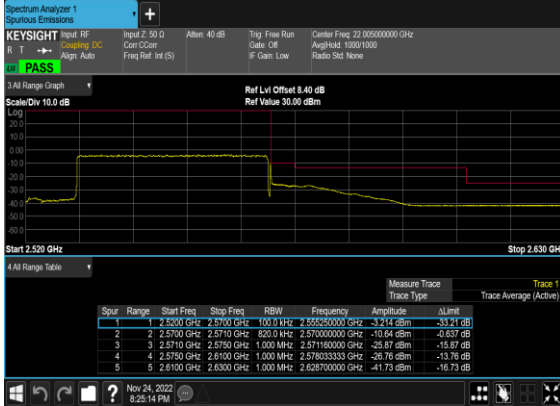 Spectrum Analyzer 1
Spurious Emissions
KEYSIGHT Input: RF Input Z: 50 Ω Atten: 40 dB Trig: Free Run Center Freq: 22.005000000 GHz
R T Coupling: DC Corr CCorr Gate: Off Avg|Hold: 1000/1000
Align: Auto Freq Ref: Int (S) IF Gain: Low Radio Std: None
PASS
3 All Range Graph
Ref Lvl Offset 8.40 dB
Scale/Div 10.0 dB Ref Value 30.00 dBm
Log
20.0
10.0
0.00
-10.0
-20.0
-30.0
-40.0
-50.0
-60.0
Start 2.520 GHz Stop 2.630 GH
4 All Range Table
Measure Trace Trace 1
Trace Type Trace Average (Active)
Spur Range Start Freq Stop Freq RBW Frequency Amplitude ΔLimit
1 1 2.5200 GHz 2.5700 GHz 100.0 kHz 2.555250000 GHz -3.214 dBm -33.21 dB
2 2 2.5700 GHz 2.5710 GHz 820.0 kHz 2.570000000 GHz -10.64 dBm -0.637 dB
3 3 2.5710 GHz 2.5750 GHz 1.000 MHz 2.571160000 GHz -25.87 dBm -15.87 dB
4 4 2.5750 GHz 2.6100 GHz 1.000 MHz 2.578033333 GHz -26.76 dBm -13.76 dB
5 5 2.6100 GHz 2.6300 GHz 1.000 MHz 2.628700000 GHz -41.73 dBm -16.73 dB
Nov 24, 2022
8:25:14 PM